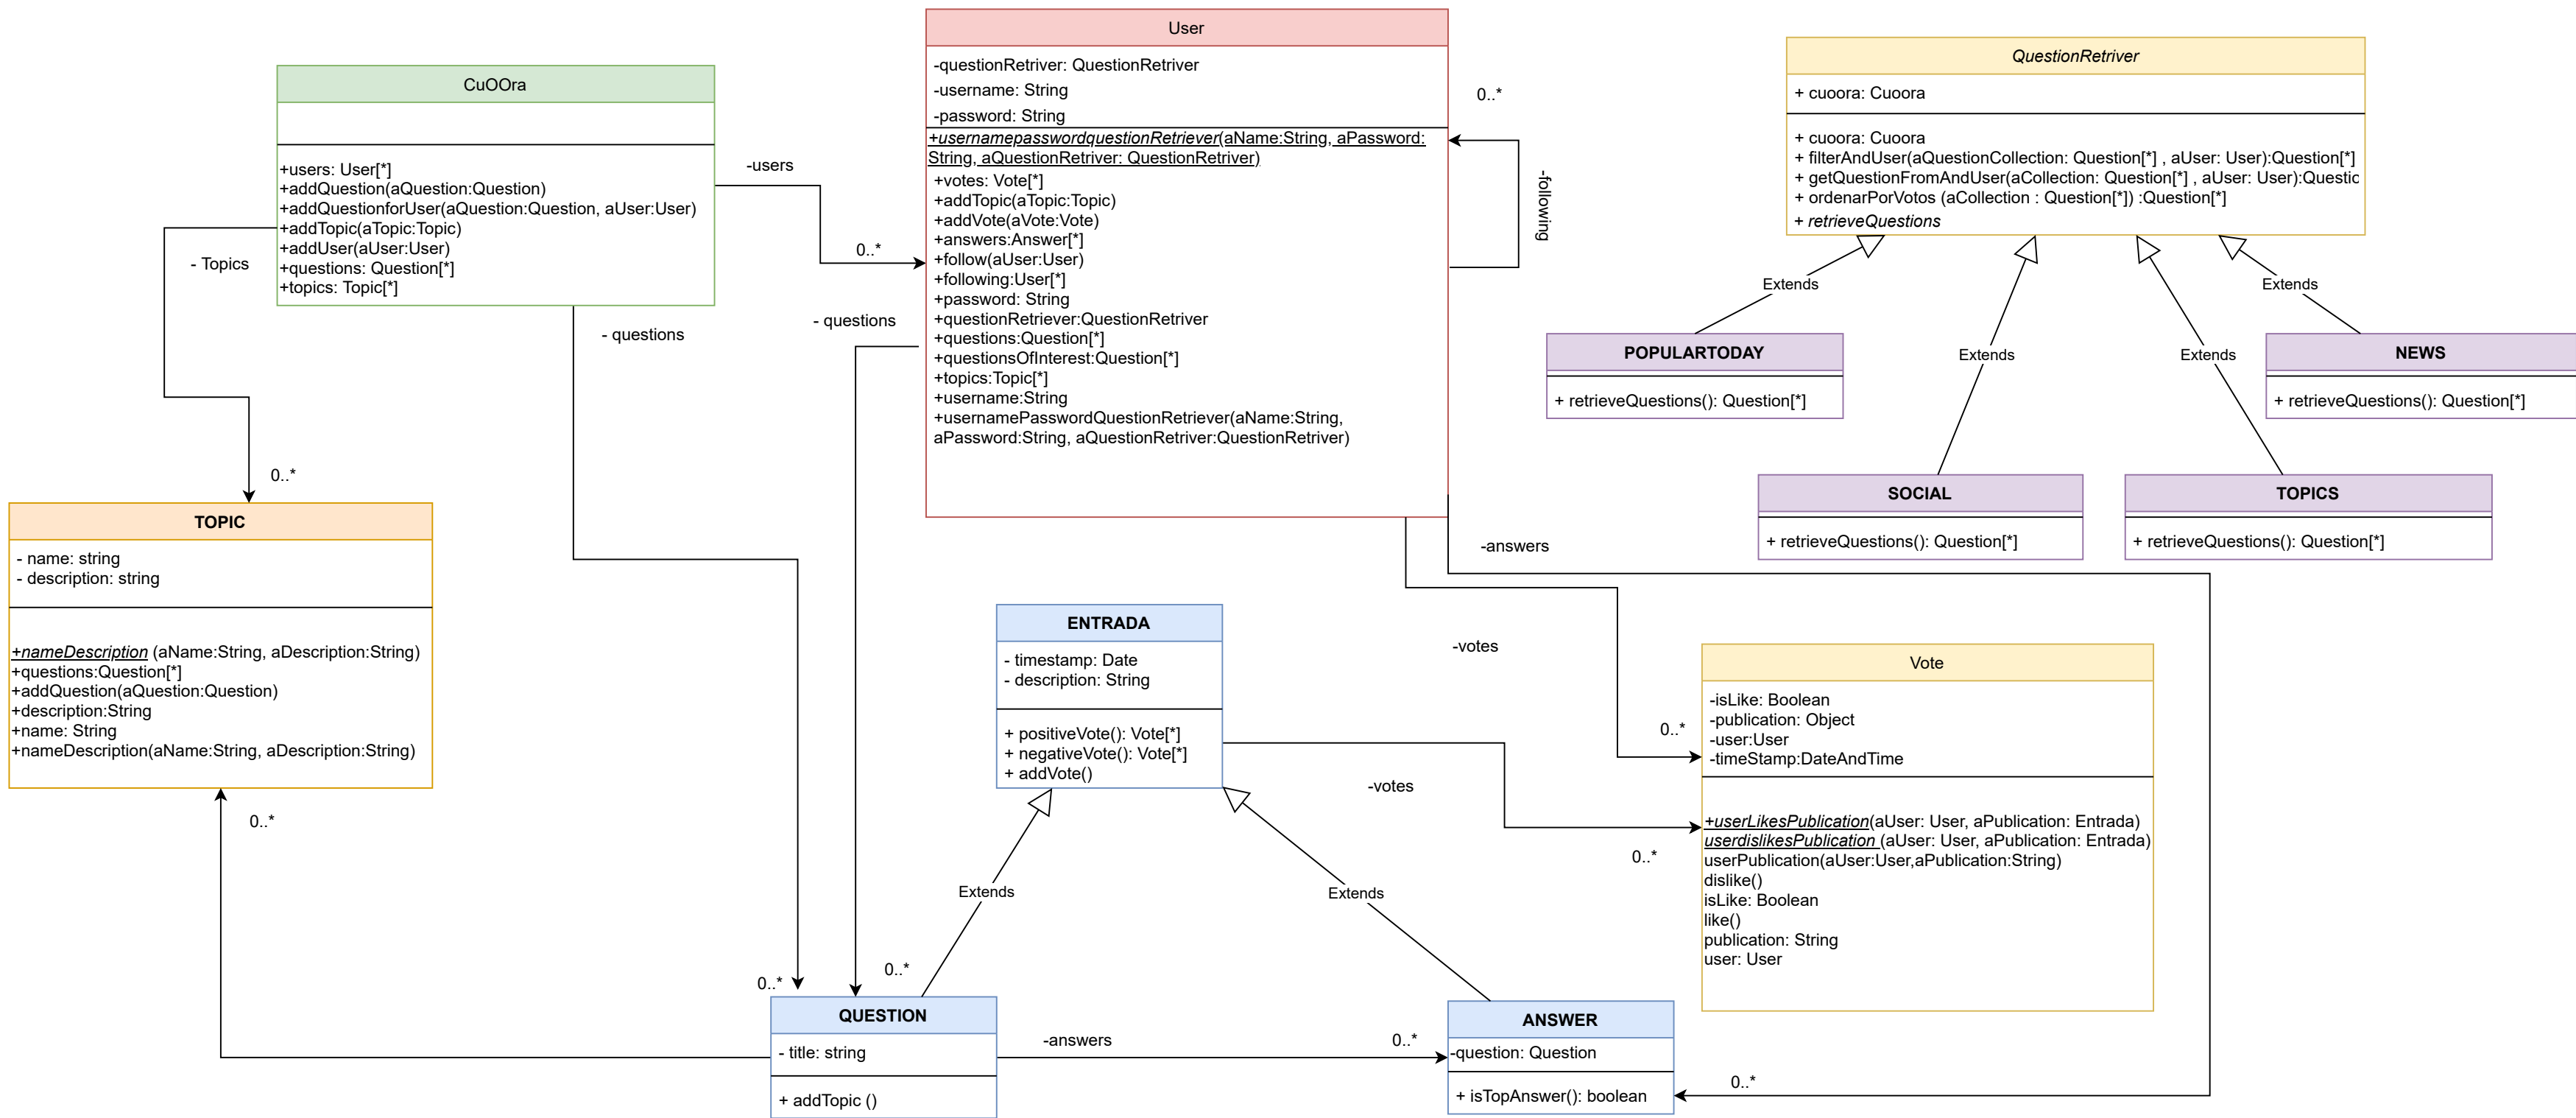 CuOOra
+users: User[*]
+addQuestion(aQuestion:Question)
+addQuestionforUser(aQuestion:Question, aUser:User)
+addTopic(aTopic:Topic)
+addUser(aUser:User)
+questions: Question[*]
+topics: Topic[*]
-users
0..*
- Topics
0..*
- questions
0..*
- questions
0..*
User
-questionRetriver: QuestionRetriver
-username: String
-password: String
+usernamepasswordquestionRetriever(aName:String, aPassword:
String, aQuestionRetriver: QuestionRetriver)
+votes: Vote[*]
+addTopic(aTopic:Topic)
+addVote(aVote:Vote)
+answers:Answer[*]
+follow(aUser:User)
+following:User[*]
+password: String
+questionRetriever:QuestionRetriver
+questions:Question[*]
+questionsOfInterest:Question[*]
+topics:Topic[*]
+username:String
+usernamePasswordQuestionRetriever(aName:String,
aPassword:String, aQuestionRetriver:QuestionRetriver)
0..*
-following
QuestionRetriver
+ cuoora: Cuoora
+ cuoora: Cuoora
+ filterAndUser(aQuestionCollection: Question[*] , aUser: User):Question[*]
+ getQuestionFromAndUser(aCollection: Question[*] , aUser: User):Questic
+ ordenarPorVotos (aCollection : Question[*]) :Question[*]
+ retrieveQuestions
Extends
Extends
Extends
Extends
POPULARTODAY
+ retrieveQuestions(): Question[*]
NEWS
+ retrieveQuestions(): Question[*]
SOCIAL
+ retrieveQuestions(): Question[*]
TOPICS
+ retrieveQuestions(): Question[*]
TOPIC
- name: string
- description: string
+nameDescription (aName:String, aDescription:String)
+questions:Question[*]
+addQuestion(aQuestion:Question)
+description:String
+name: String
+nameDescription(aName:String, aDescription:String)
0..*
-answers
-votes
0..*
ENTRADA
- timestamp: Date
- description: String
+ positiveVote(): Vote[*]
+ negativeVote(): Vote[*]
+ addVote()
-votes
0..*
Extends
Extends
Vote
-isLike: Boolean
-publication: Object
-user:User
-timeStamp:DateAndTime
+userLikesPublication(aUser: User, aPublication: Entrada)
userdislikesPublication (aUser: User, aPublication: Entrada)
userPublication(aUser:User,aPublication:String)
dislike()
isLike: Boolean
like()
publication: String
user: User
QUESTION
- title: string
+ addTopic ()
-answers
0..*
ANSWER
-question: Question
+ isTopAnswer(): boolean
0..*